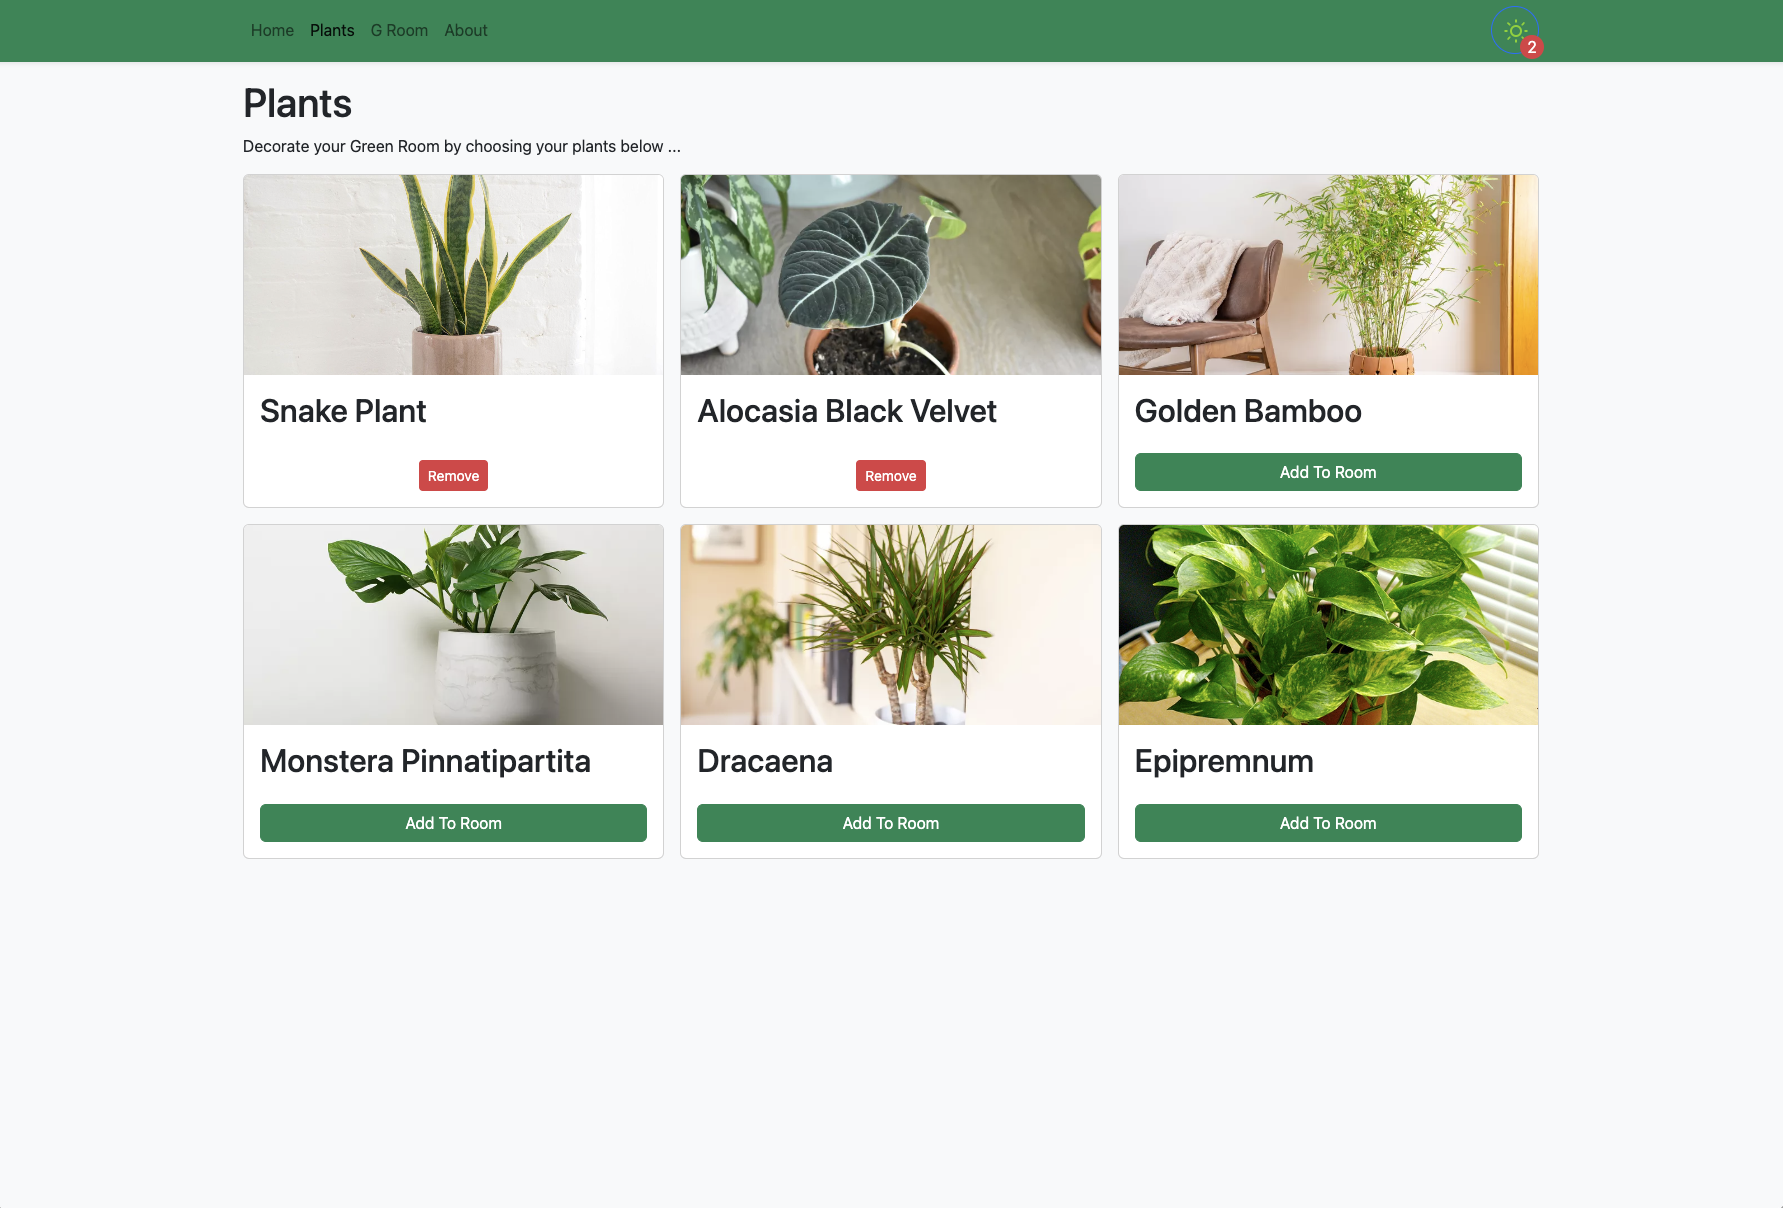 Home Plants G Room About
2
Plants
Decorate your Green Room by choosing your plants below ...
Snake Plant
Remove
Alocasia Black Velvet
Remove
Golden Bamboo
Add To Room
Monstera Pinnatipartita
Add To Room
Dracaena
Add To Room
Epipremnum
Add To Room